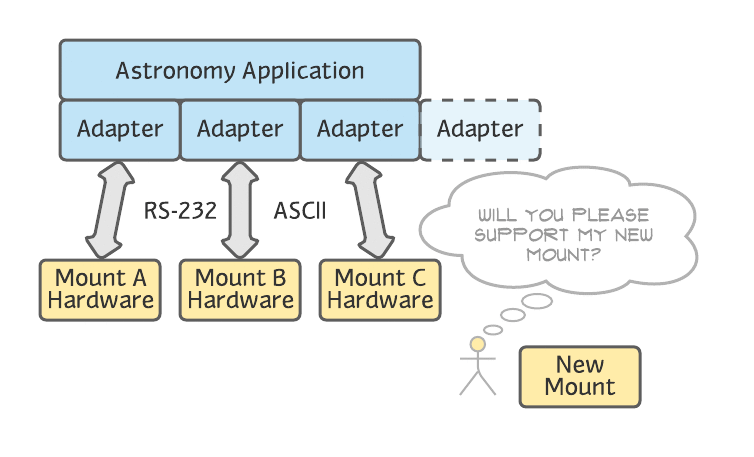 Astronomy Application
Adapter
Adapter
Adapter
Adapter
RS-232
ASCII
WILL YOU PLEASE
SUPPORT MY NEW
MOUNT?
Mount A
Hardware
Mount B
Hardware
Mount C
Hardware
New
Mount